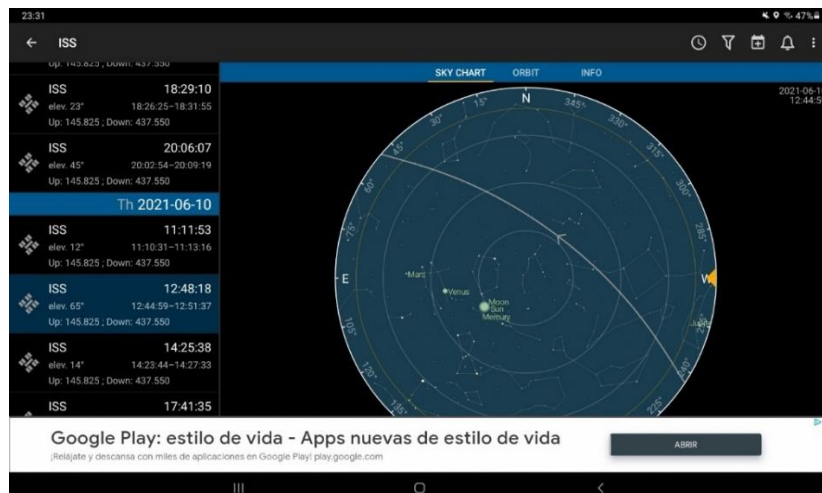 23:31
47%
ISS
Up: 145.825 ; Down: 437.550
ISS 18:29:10
elev. 23° 18:26:25–18:31:55
Up: 145.825 ; Down: 437.550
ISS 20:06:07
elev. 45° 20:02:54–20:09:19
Up: 145.825 ; Down: 437.550
Th 2021-06-10
ISS 11:11:53
elev. 12° 11:10:31–11:13:16
Up: 145.825 ; Down: 437.550
ISS 12:48:18
elev. 65° 12:44:59–12:51:37
Up: 145.825 ; Down: 437.550
ISS 14:25:38
elev. 14° 14:23:44–14:27:33
Up: 145.825 ; Down: 437.550
ISS 17:41:35
SKY CHART ORBIT INFO
2021-06-1
12:44:5
N
15° 345°
30° 330°
45° 315°
60° 300°
75° 285°
E
W
Mars
Venus
Moon
Sun
Mercury
105°
120° 240°
135° 225°
Google Play: estilo de vida - Apps nuevas de estilo de vida
¡Relájate y descansa con miles de aplicaciones en Google Play! play.google.com
ABRIR